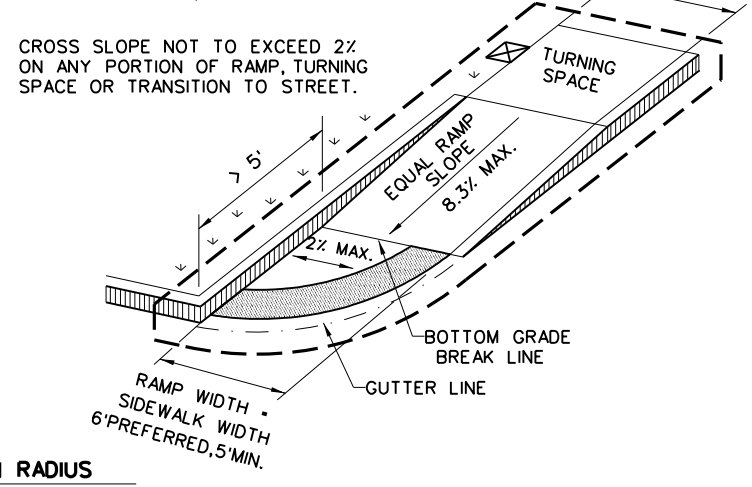 CROSS SLOPE NOT TO EXCEED 2%
ON ANY PORTION OF RAMP, TURNING
SPACE OR TRANSITION TO STREET.
TURNING
SPACE
> 5'
EQUAL RAMP
SLOPE
8.3% MAX.
2% MAX.
BOTTOM GRADE
BREAK LINE
GUTTER LINE
RAMP WIDTH =
SIDEWALK WIDTH
6'PREFERRED,5'MIN.
RADIUS